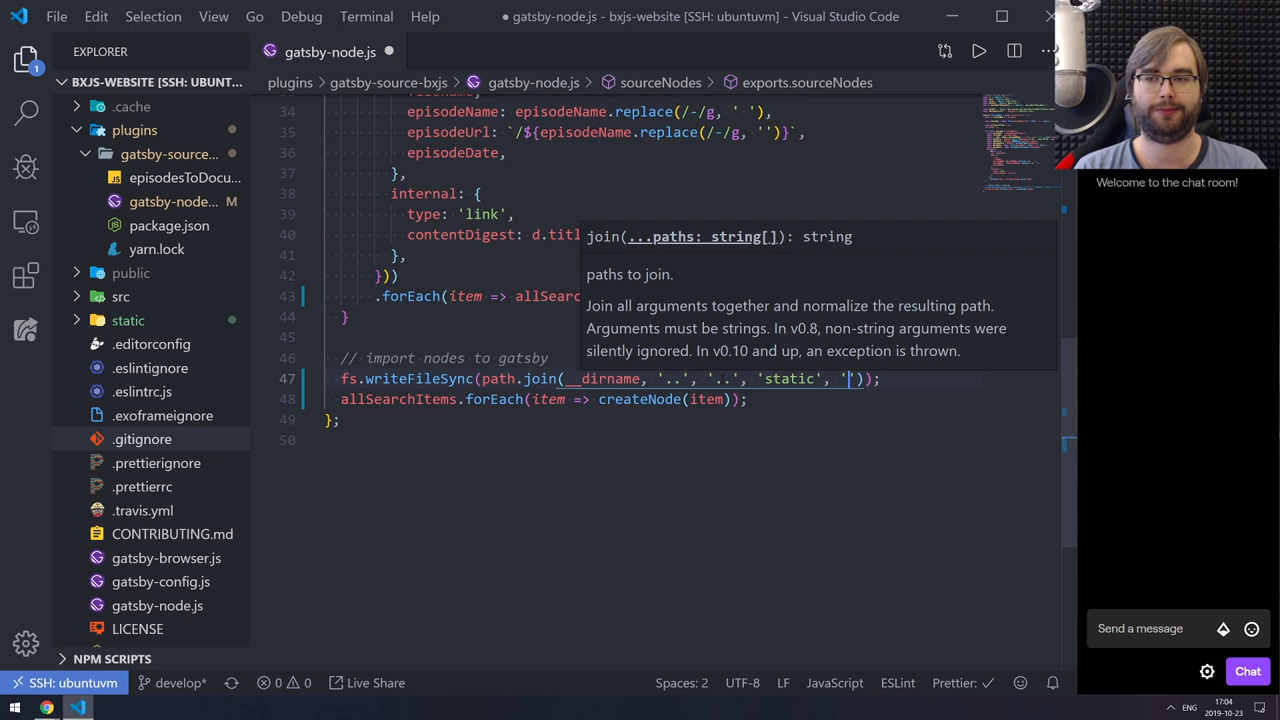 File Edit Selection View Go Debug Terminal Help
gatsby-node.js - bxjs-website [SSH: ubuntuvm] - Visual Studio Code
EXPLORER
gatsby-node.js
BXJS-WEBSITE [SSH: UBUNT...
plugins > gatsby-source-bxjs > gatsby-node.js > sourceNodes > exports.sourceNodes
.cache
plugins
gatsby-source...
episodesToDocu...
gatsby-node... M
package.json
yarn.lock
public
src
static
.editorconfig
.eslintignore
.eslintrc.js
.exploreignore
.gitignore
.prettierignore
.prettierrc
.travis.yml
CONTRIBUTING.md
gatsby-browser.js
gatsby-config.js
gatsby-node.js
LICENSE
NPM SCRIPTS
1
34 episodeName: episodeName.replace(/-/g, ' ')
35 episodeUrl: `/${episodeName.replace(/-/g, '')}`,
36 episodeDate,
37 },
38 internal: {
39 type: 'link',
40 contentDigest: d.titl
41 },
42 }))
43 .forEach(item => allSearc
44 }
45
46 // import nodes to gatsby
47 fs.writeFileSync(path.join(__dirname, '..', '..', 'static', ''));
48 allSearchItems.forEach(item => createNode(item));
49 };
50
join(...paths: string[]): string
paths to join.
Join all arguments together and normalize the resulting path.
Arguments must be strings. In v0.8, non-string arguments were
silently ignored. In v0.10 and up, an exception is thrown.
Welcome to the chat room!
Send a message
Chat
SSH: ubuntuvm develop* 0 0 Live Share Spaces: 2 UTF-8 LF JavaScript ESLint Prettier: ✓
ENG
17:04
2019-10-23